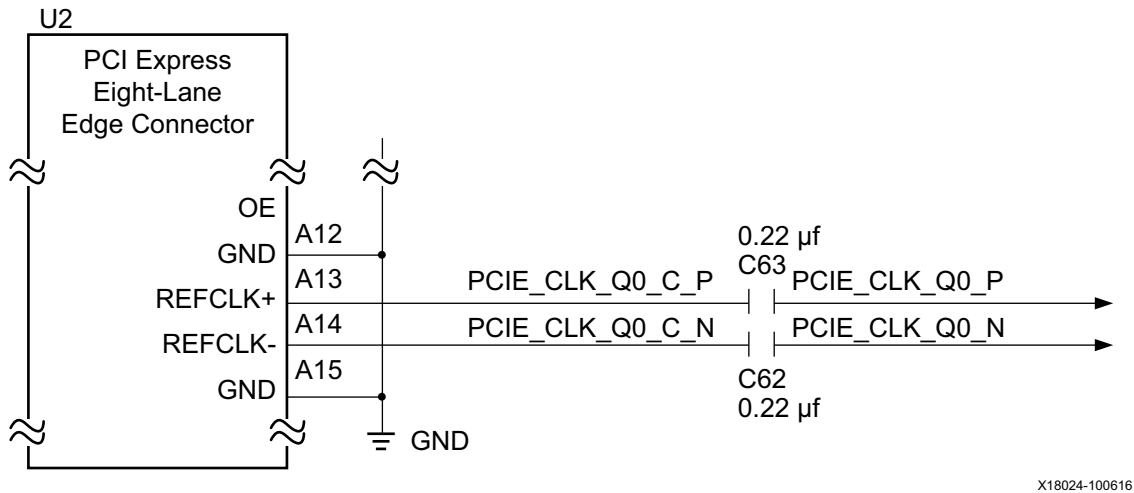 U2
PCI Express
Eight-Lane
Edge Connector
OE
A12
GND
A13
REFCLK+
A14
REFCLK-
A15
GND
0.22 µf
C63
PCIE_CLK_Q0_C_P
PCIE_CLK_Q0_P
PCIE_CLK_Q0_C_N
PCIE_CLK_Q0_N
C62
0.22 µf
GND
X18024-100616